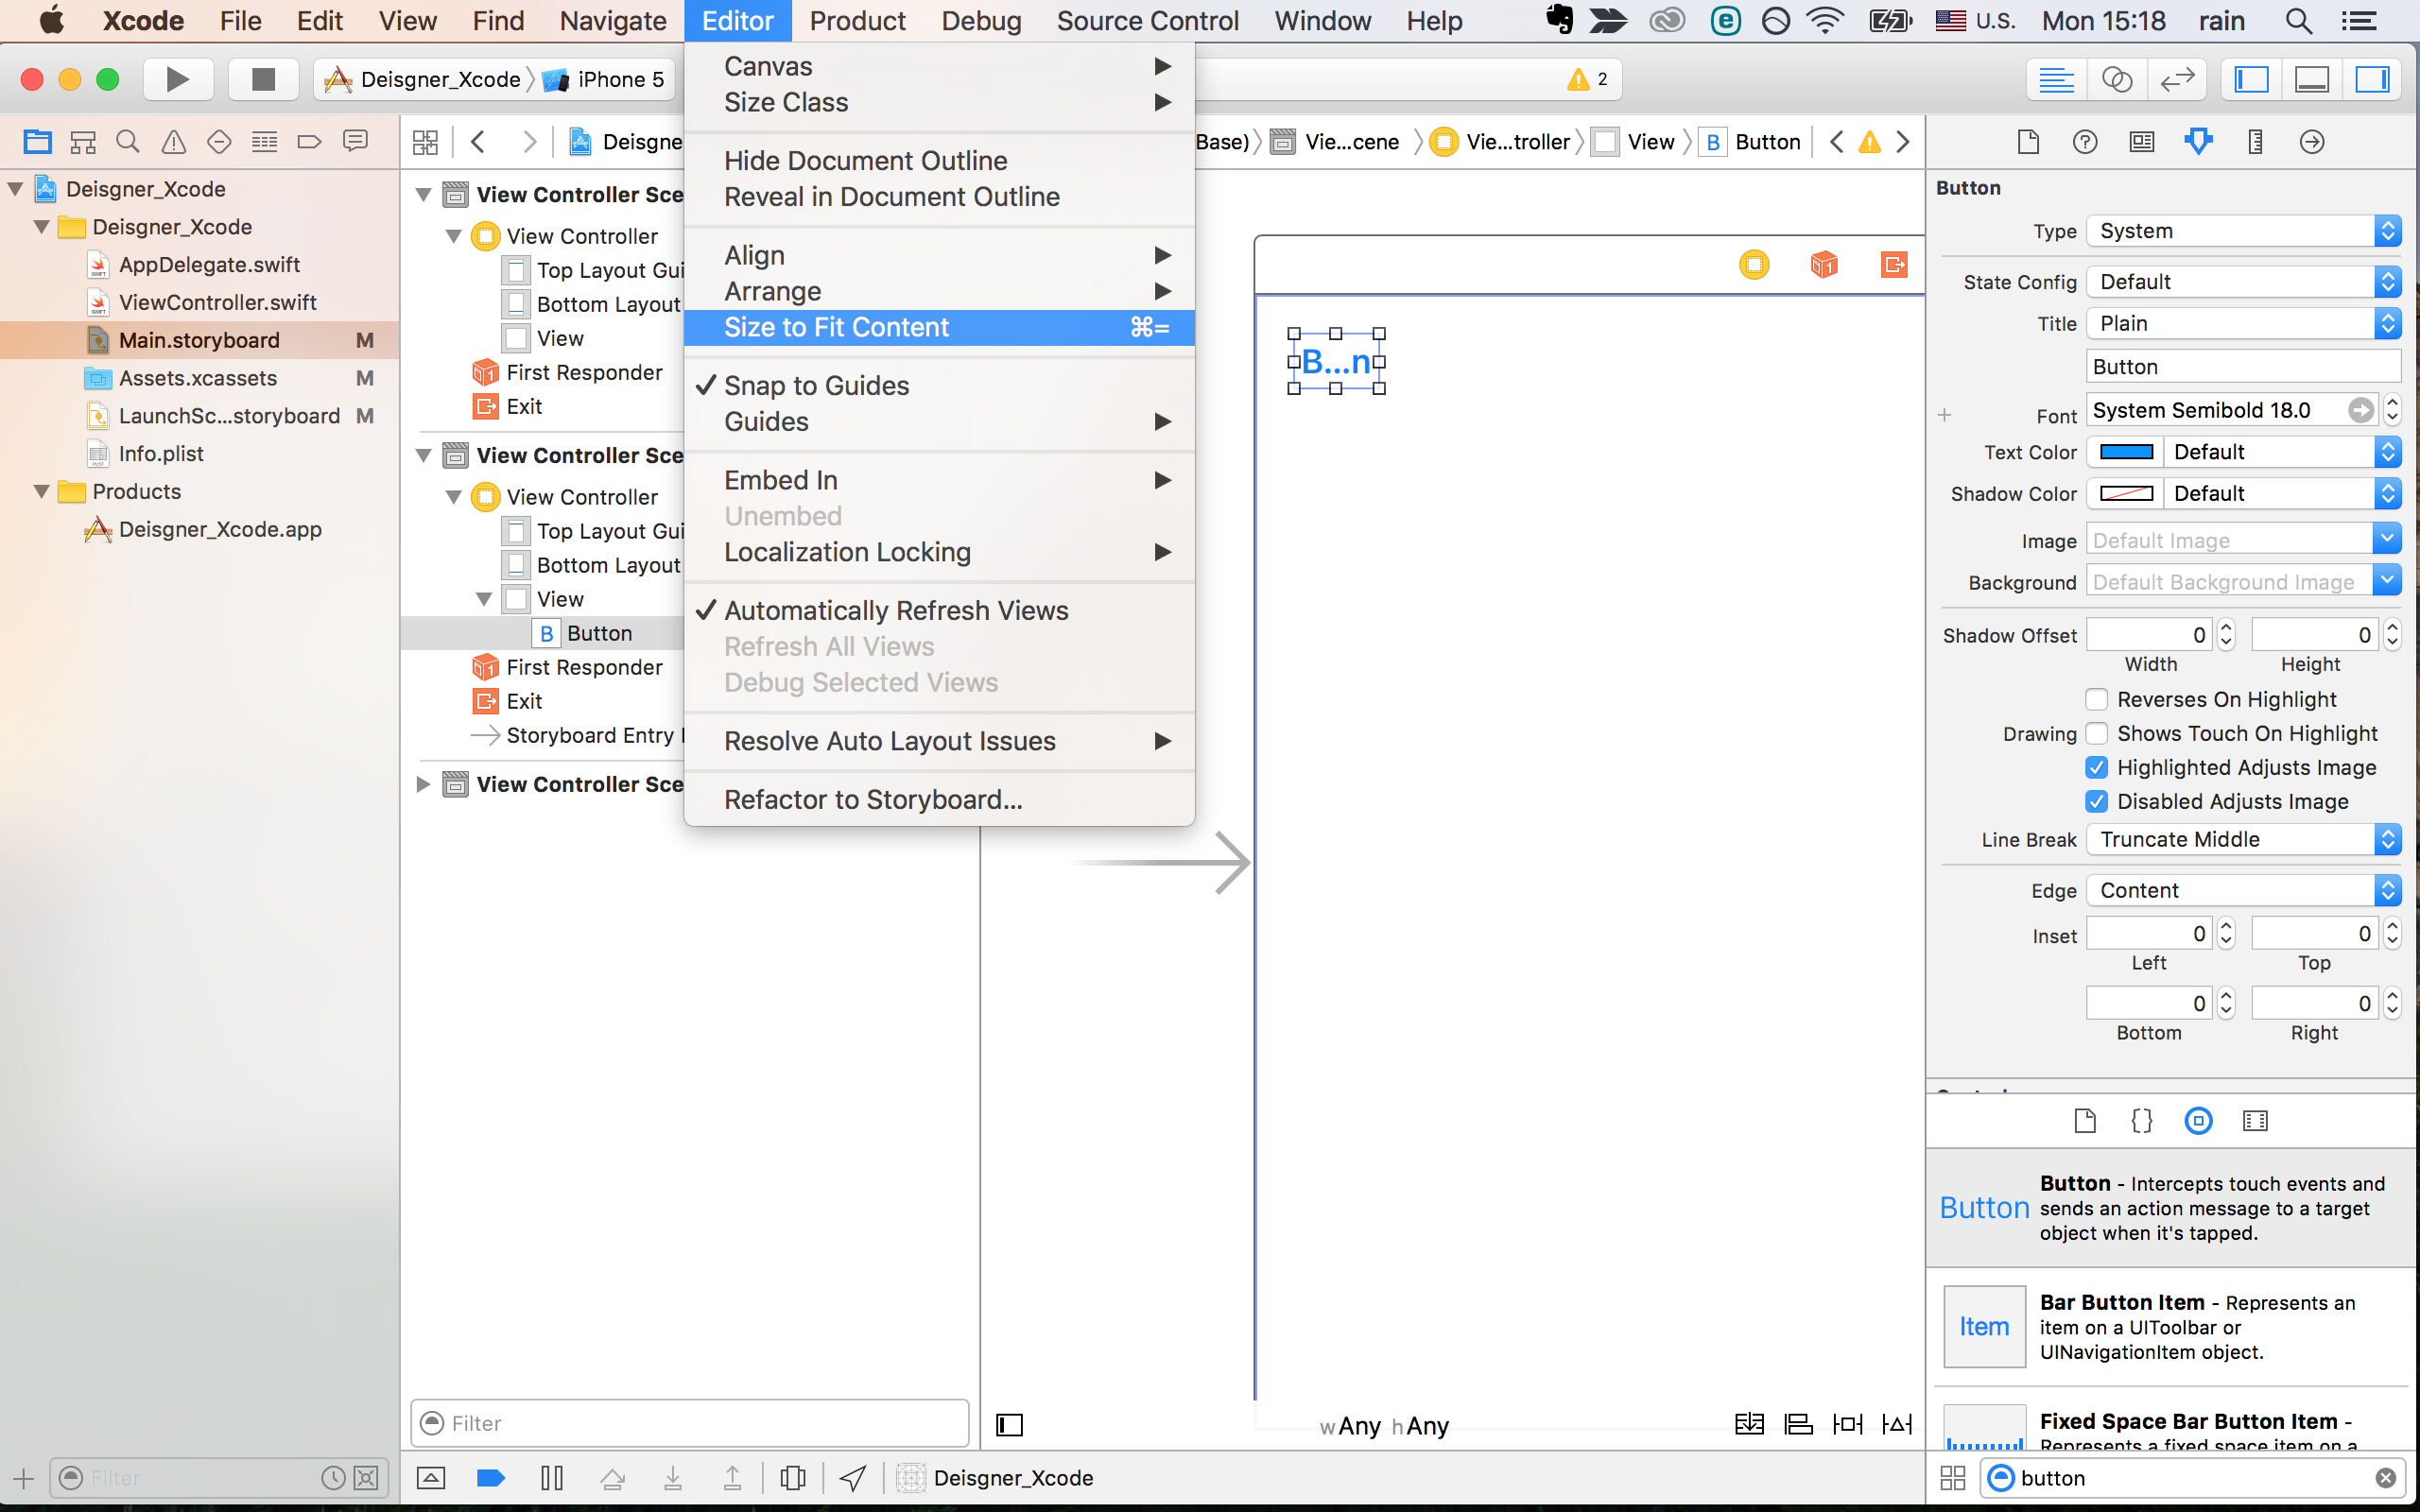 Xcode File Edit View Find Navigate Editor Product Debug Source Control Window Help U.S. Mon 15:18 rain
Deisgner_Xcode iPhone 5 2
Deisgne Base) Vie...cene Vie...troller View B Button
Deisgner_Xcode
Deisgner_Xcode
AppDelegate.swift
ViewController.swift
Main.storyboard M
Assets.xcassets M
LaunchSc...storyboard M
Info.plist
Products
Deisgner_Xcode.app
Filter
View Controller Sce
View Controller
Top Layout Gui
Bottom Layout
View
First Responder
Exit
View Controller Sce
View Controller
Top Layout Gui
Bottom Layout
View
B Button
First Responder
Exit
Storyboard Entry
View Controller Sce
Filter
Canvas
Size Class
Hide Document Outline
Reveal in Document Outline
Align
Arrange
Size to Fit Content ⌘=
Snap to Guides
Guides
Embed In
Unembed
Localization Locking
Automatically Refresh Views
Refresh All Views
Debug Selected Views
Resolve Auto Layout Issues
Refactor to Storyboard...
B...n
wAny hAny
Deisgner_Xcode
Button
Type System
State Config Default
Title Plain
Button
Font System Semibold 18.0
Text Color Default
Shadow Color Default
Image Default Image
Background Default Background Image
Shadow Offset 0 0
Width Height
Reverses On Highlight
Drawing Shows Touch On Highlight
Highlighted Adjusts Image
Disabled Adjusts Image
Line Break Truncate Middle
Edge Content
Inset 0 0
Left Top
0 0
Bottom Right
Button
Button - Intercepts touch events and
sends an action message to a target
object when it's tapped.
Item
Bar Button Item - Represents an
item on a UIToolbar or
UINavigationItem object.
Fixed Space Bar Button Item -
Represents a fixed space item on a
button